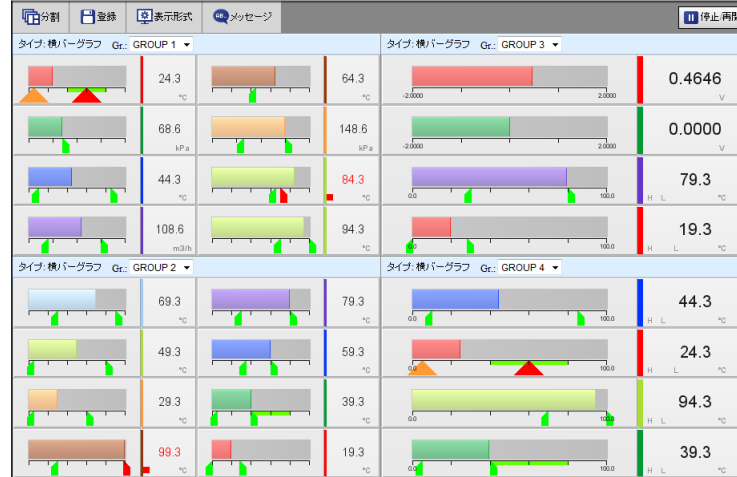 分割 登録 表示形式 メッセージ 停止/再開
タイプ: 横バーグラフ Gr.: GROUP 1
24.3 °C
64.3 °C
68.6 kPa
148.6 kPa
44.3 °C
84.3 °C
108.6 m3/h
94.3 °C
タイプ: 横バーグラフ Gr.: GROUP 3
-2.0000 2.0000 0.4646 V
-2.0000 2.0000 0.0000 V
0.0 100.0 79.3 H L °C
0.0 100.0 19.3 H L °C
タイプ: 横バーグラフ Gr.: GROUP 2
69.3 °C
79.3 °C
49.3 °C
59.3 °C
29.3 °C
39.3 °C
99.3 °C
19.3 °C
タイプ: 横バーグラフ Gr.: GROUP 4
0.0 100.0 44.3 H L °C
0.0 100.0 24.3 H L °C
0.0 100.0 94.3 H L °C
0.0 100.0 39.3 H L °C